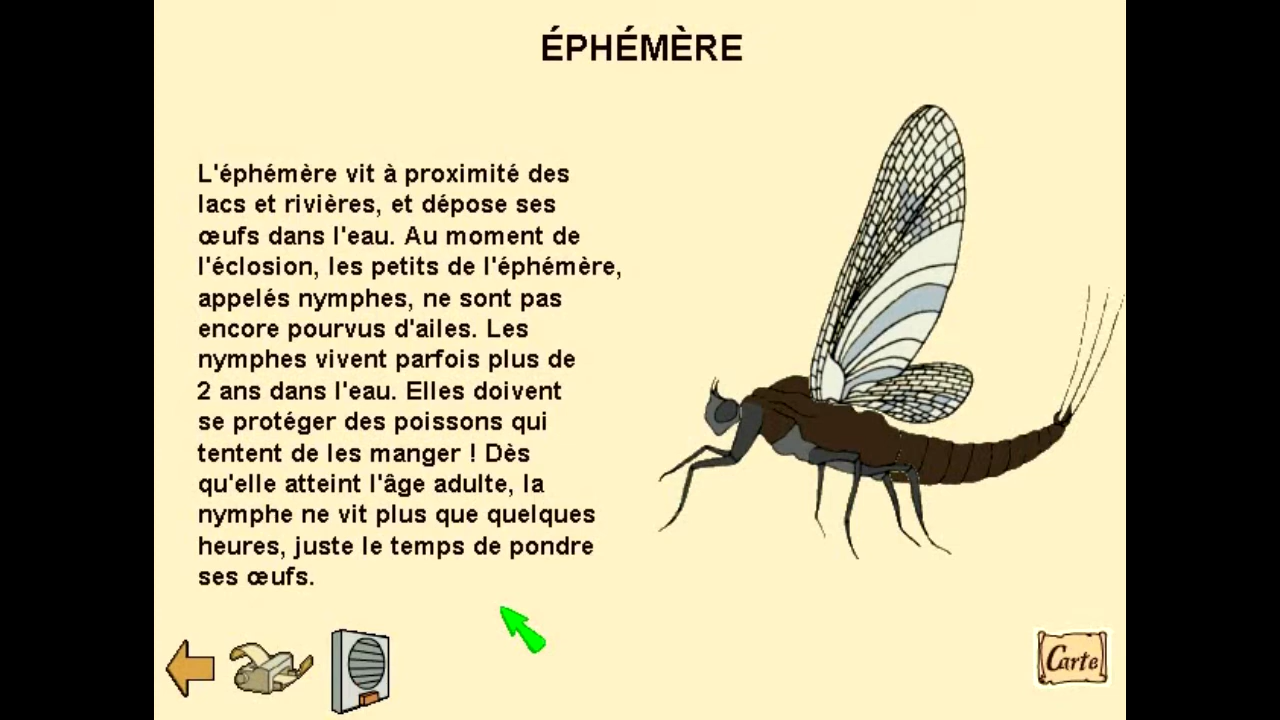 ÉPHÉMÈRE
L'éphémère vit à proximité des
lacs et rivières, et dépose ses
œufs dans l'eau. Au moment de
l'éclosion, les petits de l'éphémère,
appelés nymphes, ne sont pas
encore pourvus d'ailes. Les
nymphes vivent parfois plus de
2 ans dans l'eau. Elles doivent
se protéger des poissons qui
tentent de les manger ! Dès
qu'elle atteint l'âge adulte, la
nymphe ne vit plus que quelques
heures, juste le temps de pondre
ses œufs.
Carte